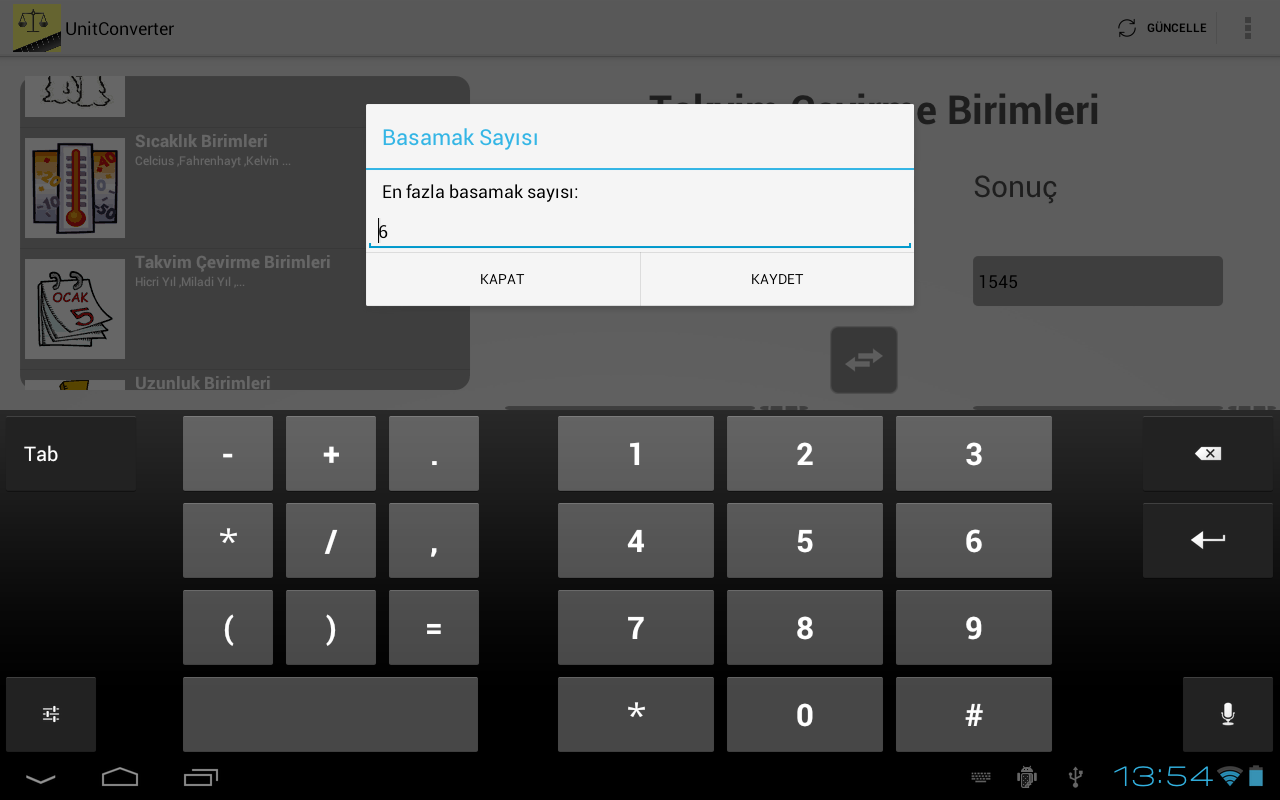 UnitConverter
GÜNCELLE
Sıcaklık Birimleri
Celcius ,Fahrenhayt ,Kelvin ...
Takvim Çevirme Birimleri
Hicri Yıl ,Miladi Yıl ,...
OCAK
5
Uzunluk Birimleri
Takvim Çevirme Birimleri
Sonuç
1545
Basamak Sayısı
En fazla basamak sayısı:
6
KAPAT
KAYDET
Tab
- + . 1 2 3
* / , 4 5 6
( ) = 7 8 9
* 0 #
13:54